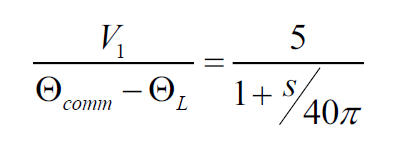 V₁ / (Θ_comm − Θ_L) = 5 / (1 + s/40π)